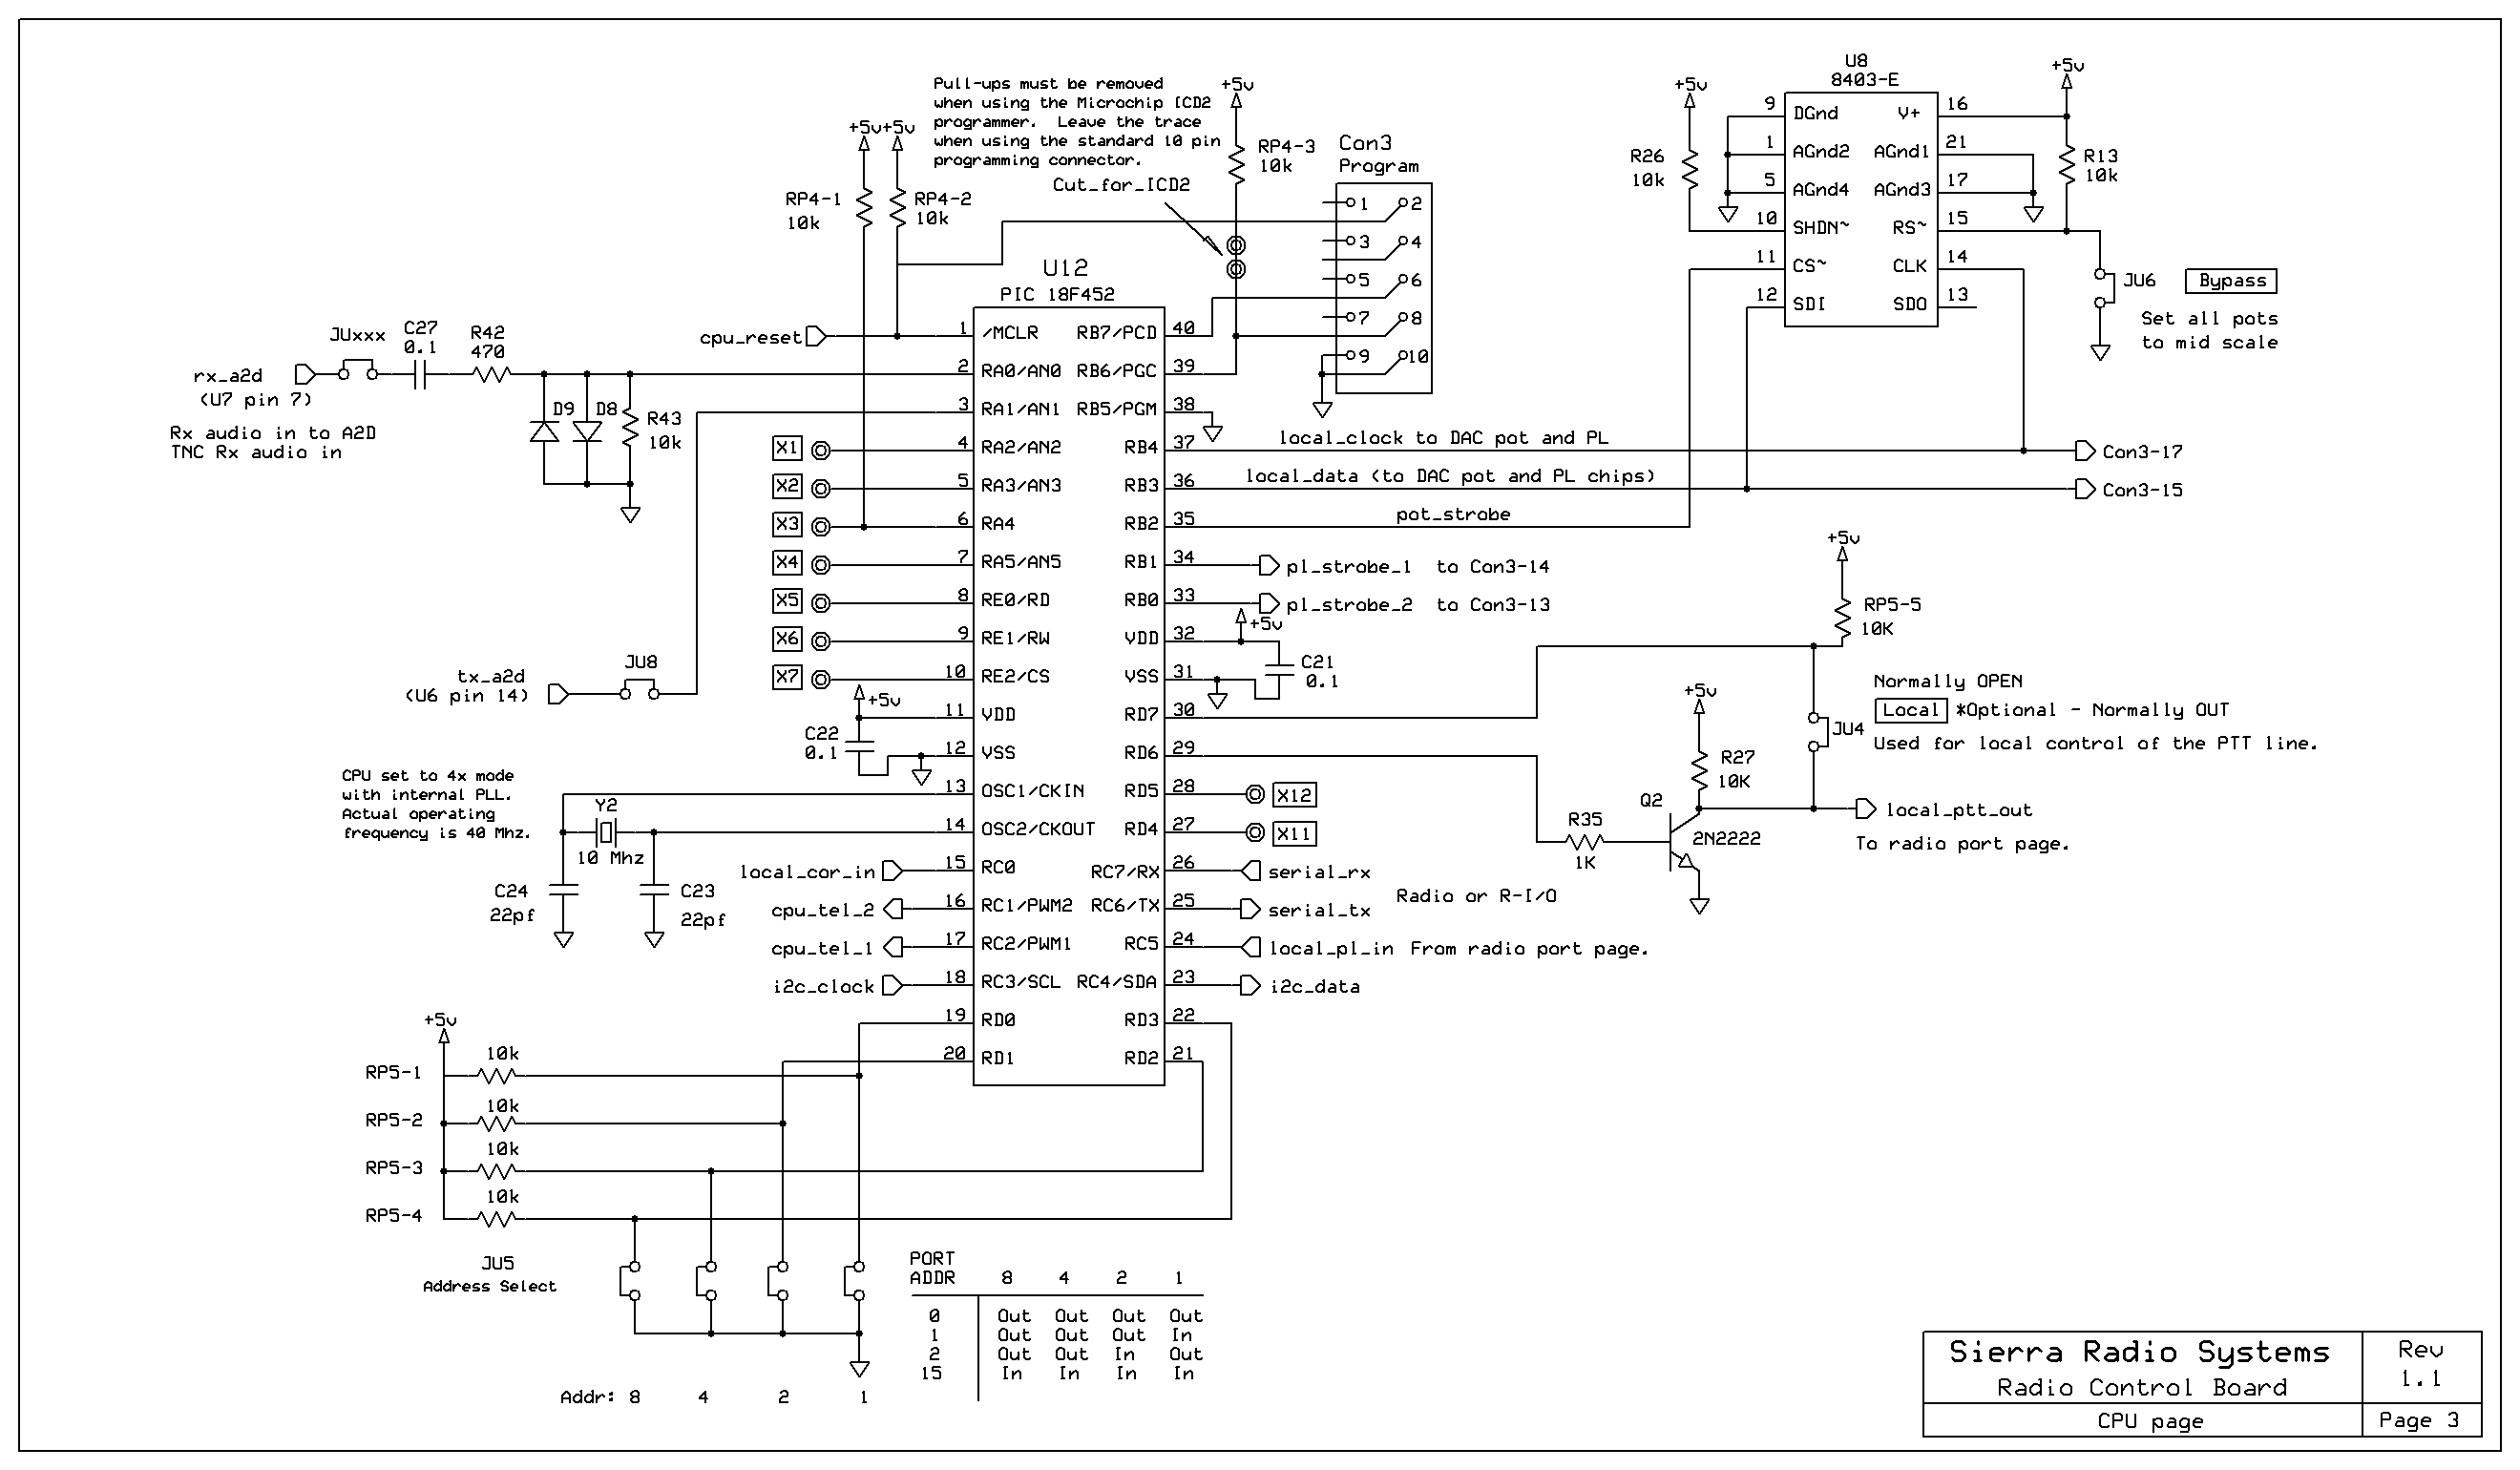 Pull-ups must be removed
when using the Microchip ICD2
programmer.  Leave the trace
when using the standard 10 pin
programming connector.
Cut_for_ICD2
+5v
+5v
+5v
RP4-1
10k
RP4-2
10k
RP4-3
10k
Con3
Program
1
2
3
4
5
6
7
8
9
10
U8
8403-E
+5v
+5v
R26
10k
R13
10k
9 DGnd V+ 16
1 AGnd2 AGnd1 21
5 AGnd4 AGnd3 17
10 SHDN~ RS~ 15
11 CS~ CLK 14
12 SDI SDO 13
JU6
Bypass
Set all pots
to mid scale
U12
PIC 18F452
cpu_reset
1 /MCLR RB7/PCD 40
2 RA0/AN0 RB6/PGC 39
3 RA1/AN1 RB5/PGM 38
4 RA2/AN2 RB4 37
5 RA3/AN3 RB3 36
6 RA4 RB2 35
7 RA5/AN5 RB1 34
8 RE0/RD RB0 33
9 RE1/RW VDD 32
10 RE2/CS VSS 31
11 VDD RD7 30
12 VSS RD6 29
13 OSC1/CKIN RD5 28
14 OSC2/CKOUT RD4 27
15 RC0 RC7/RX 26
16 RC1/PWM2 RC6/TX 25
17 RC2/PWM1 RC5 24
18 RC3/SCL RC4/SDA 23
19 RD0 RD3 22
20 RD1 RD2 21
JUxxx
C27
0.1
R42
470
rx_a2d
(U7 pin 7)
Rx audio in to A2D
TNC Rx audio in
D9
D8
R43
10k
X1
X2
X3
X4
X5
X6
X7
local_clock to DAC pot and PL
Con3-17
local_data (to DAC pot and PL chips)
Con3-15
pot_strobe
pl_strobe_1  to Con3-14
pl_strobe_2  to Con3-13
+5v
C21
0.1
JU8
tx_a2d
(U6 pin 14)
+5v
C22
0.1
+5v
RP5-5
10K
Normally OPEN
Local *Optional - Normally OUT
JU4
Used for local control of the PTT line.
+5v
R27
10K
Q2
2N2222
R35
1K
local_ptt_out
To radio port page.
X12
X11
CPU set to 4x mode
with internal PLL.
Actual operating
frequency is 40 Mhz.
Y2
10 Mhz
C24
22pf
C23
22pf
local_cor_in
cpu_tel_2
cpu_tel_1
i2c_clock
serial_rx
Radio or R-I/O
serial_tx
local_pl_in  From radio port page.
i2c_data
+5v
RP5-1
10k
RP5-2
10k
RP5-3
10k
RP5-4
10k
JU5
Address Select
Addr: 8 4 2 1
PORT
ADDR 8 4 2 1
0 Out Out Out Out
1 Out Out Out In
2 Out Out In Out
15 In In In In
Sierra Radio Systems
Radio Control Board
Rev
1.1
CPU page
Page 3